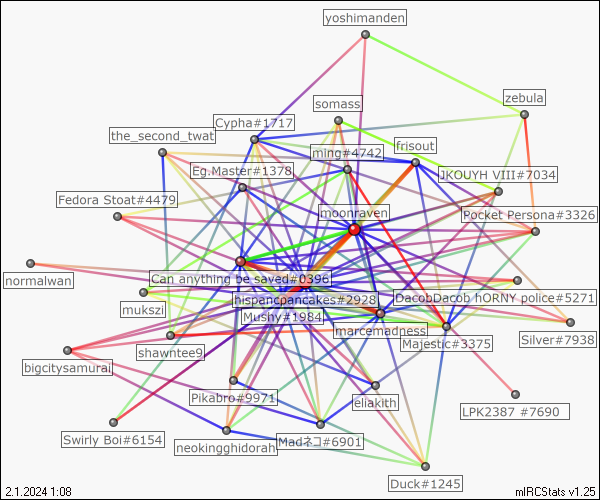 yoshimanden
zebula
somass
Cypha#1717
the_second_twat
ming#4742
frisout
Eg.Master#1378
JKOUYH VIII#7034
Fedora Stoat#4479
moonraven
Pocket Persona#3326
normalwan
Can anything be saved#0396
hispancpancakes#2928
DacobDacob hORNY police#5271
mukszi
Mushy#1984
marcemadness
Majestic#3375
Silver#7938
shawntee9
bigcitysamurai
Pikabro#9971
eliakith
LPK2387 #7690
Swirly Boi#6154
neokingghidorah
Madネコ#6901
Duck#1245
2.1.2024 1:08
mIRCStats v1.25